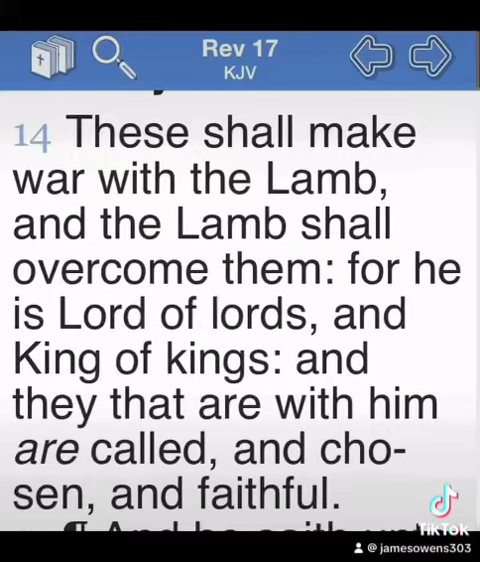 Rev 17
KJV
14 These shall make
war with the Lamb,
and the Lamb shall
overcome them: for he
is Lord of lords, and
King of kings: and
they that are with him
are called, and cho-
sen, and faithful.
TikTok
@jamesowens303